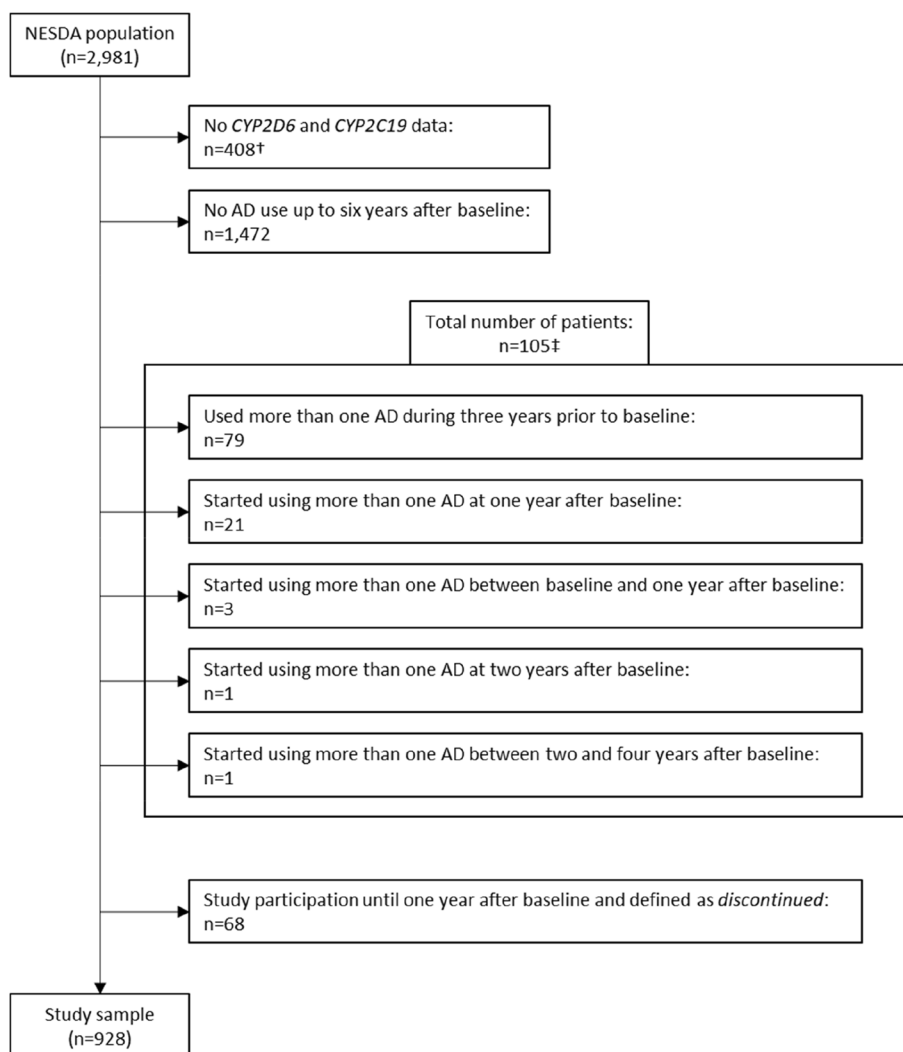 NESDA population
(n=2,981)
No CYP2D6 and CYP2C19 data:
n=408†
No AD use up to six years after baseline:
n=1,472
Total number of patients:
n=105‡
Used more than one AD during three years prior to baseline:
n=79
Started using more than one AD at one year after baseline:
n=21
Started using more than one AD between baseline and one year after baseline:
n=3
Started using more than one AD at two years after baseline:
n=1
Started using more than one AD between two and four years after baseline:
n=1
Study participation until one year after baseline and defined as discontinued:
n=68
Study sample
(n=928)